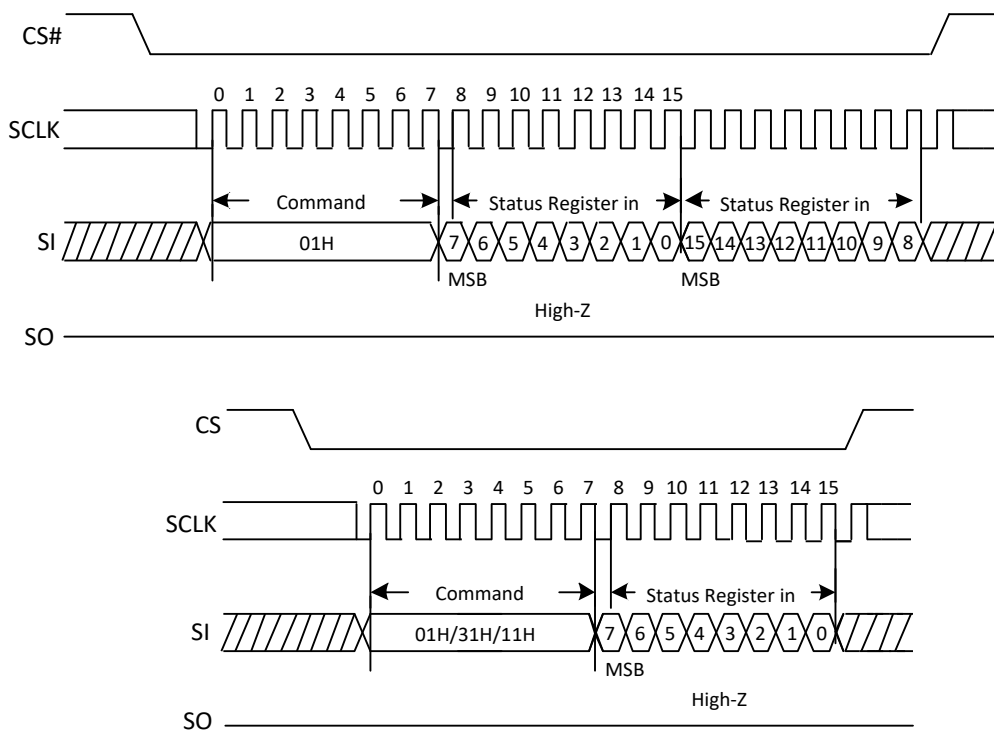 CS#
0 1 2 3 4 5 6 7 8 9 10 11 12 13 14 15
SCLK
Command Status Register in Status Register in
SI 01H 7 6 5 4 3 2 1 0 15 14 13 12 11 10 9 8
MSB MSB
High-Z
SO
CS
0 1 2 3 4 5 6 7 8 9 10 11 12 13 14 15
SCLK
Command Status Register in
SI 01H/31H/11H 7 6 5 4 3 2 1 0
MSB
High-Z
SO